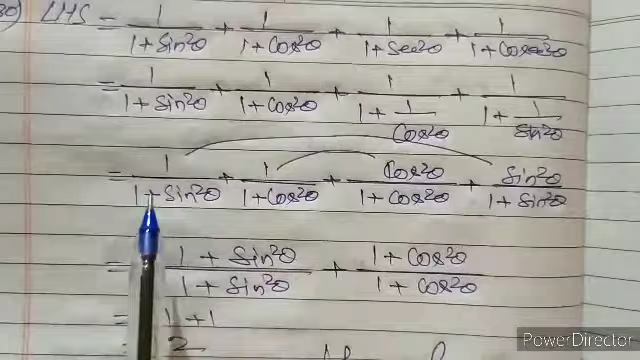 30) LHS = 1/(1+Sin²θ) + 1/(1+Cos²θ) + 1/(1+Sec²θ) + 1/(1+Cosec²θ)
= 1/(1+Sin²θ) + 1/(1+Cos²θ) + 1/(1+1/Cos²θ) + 1/(1+1/Sin²θ)
= 1/(1+Sin²θ) + 1/(1+Cos²θ) + Cos²θ/(1+Cos²θ) + Sin²θ/(1+Sin²θ)
= (1+Sin²θ)/(1+Sin²θ) + (1+Cos²θ)/(1+Cos²θ)
= 1+1
= 2
PowerDirector